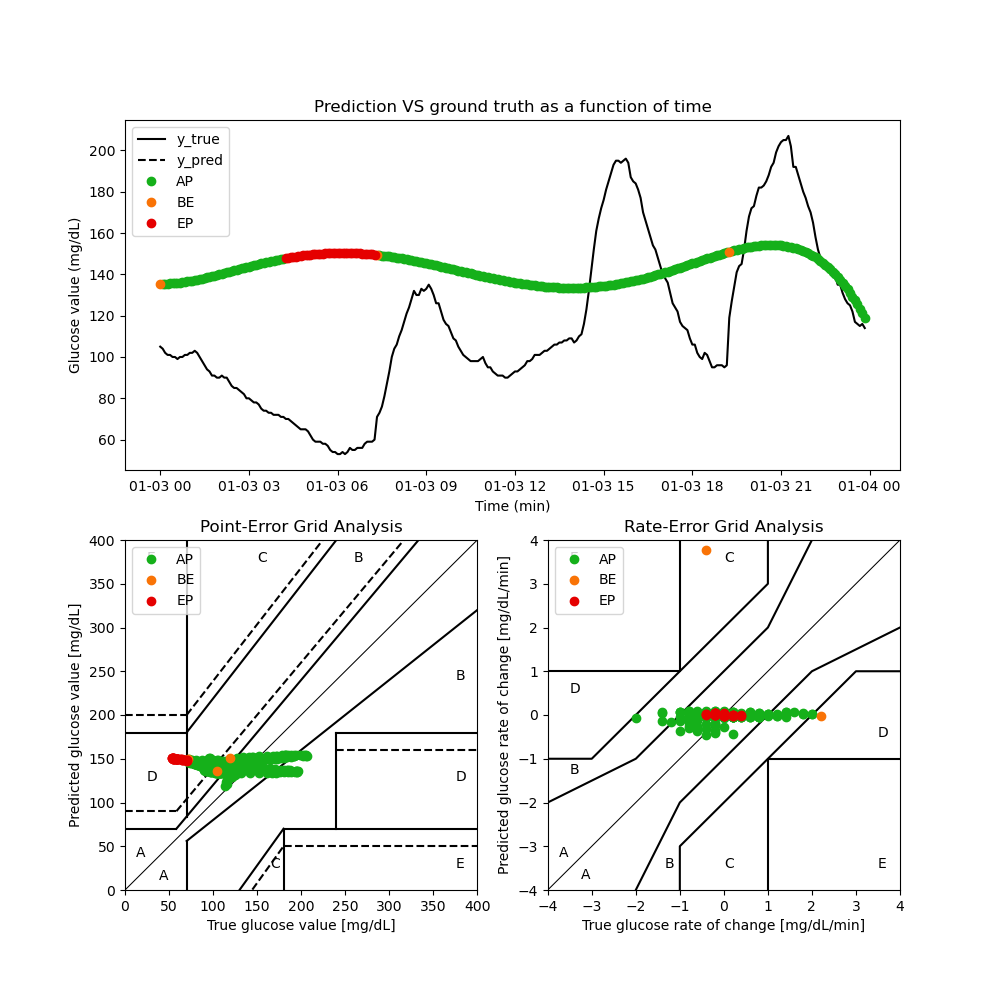 Prediction VS ground truth as a function of time
y_true
y_pred
AP
BE
EP
Glucose value (mg/dL)
200
180
160
140
120
100
80
60
01-03 00 01-03 03 01-03 06 01-03 09 01-03 12 01-03 15 01-03 18 01-03 21 01-04 00
Time (min)
Point-Error Grid Analysis
AP
BE
EP
C B
B
D D
A
A
C E
Predicted glucose value [mg/dL]
400
350
300
250
200
150
100
50
0
0 50 100 150 200 250 300 350 400
True glucose value [mg/dL]
Rate-Error Grid Analysis
AP
BE
EP
C
D
D
B
A
A
B C E
Predicted glucose rate of change [mg/dL/min]
4
3
2
1
0
−1
−2
−3
−4
−4 −3 −2 −1 0 1 2 3 4
True glucose rate of change [mg/dL/min]